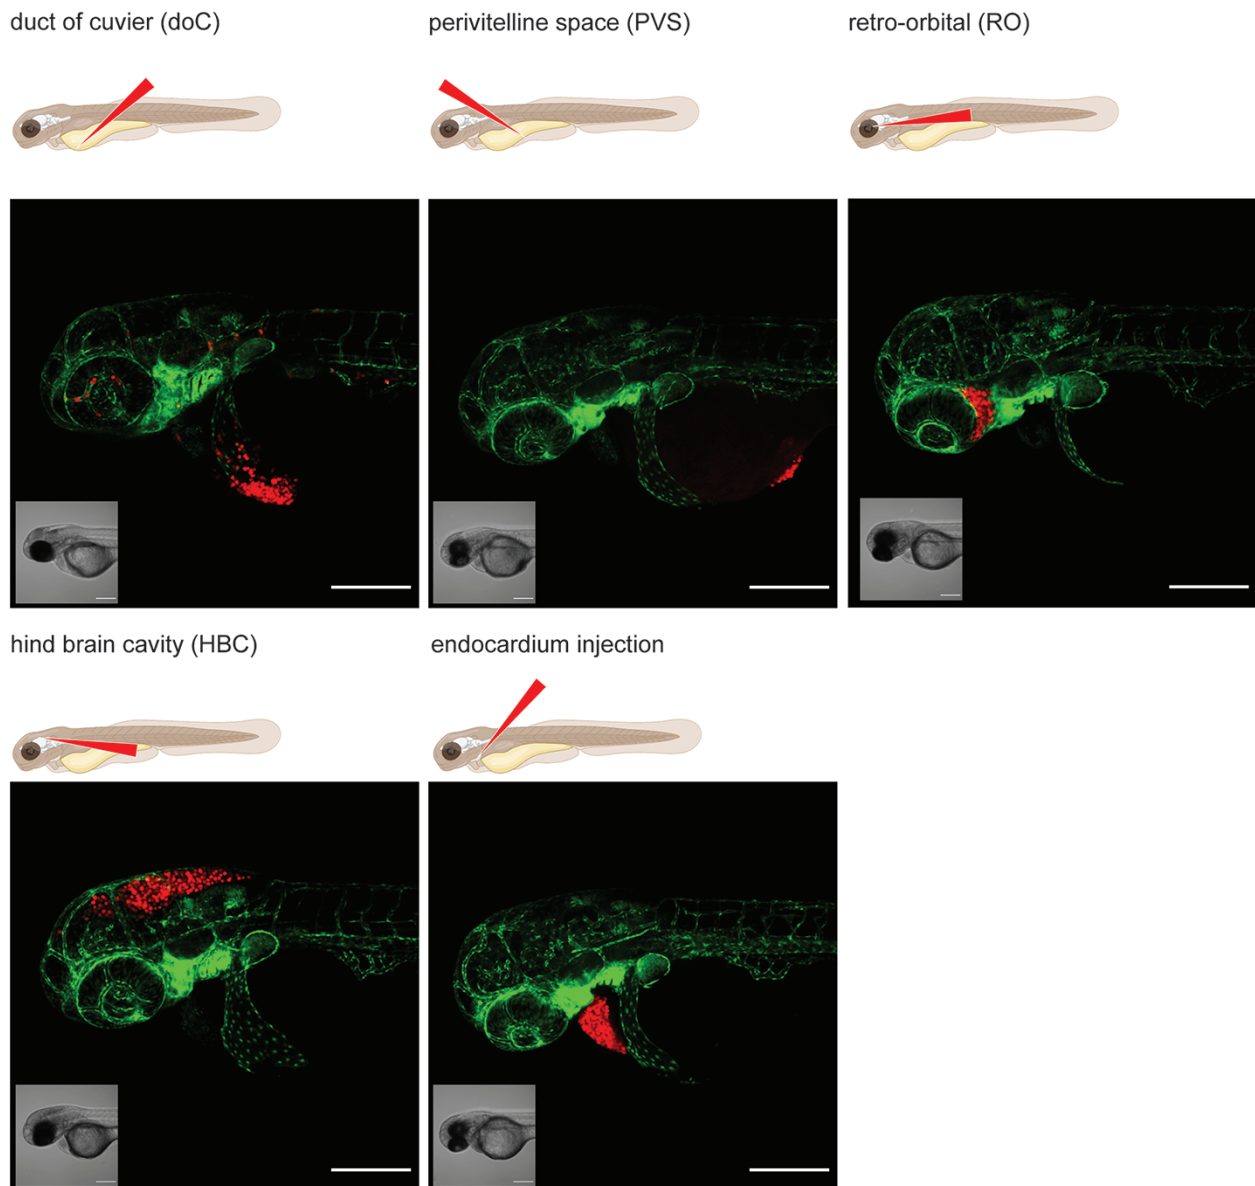 duct of cuvier (doC)
perivitelline space (PVS)
retro-orbital (RO)
hind brain cavity (HBC)
endocardium injection